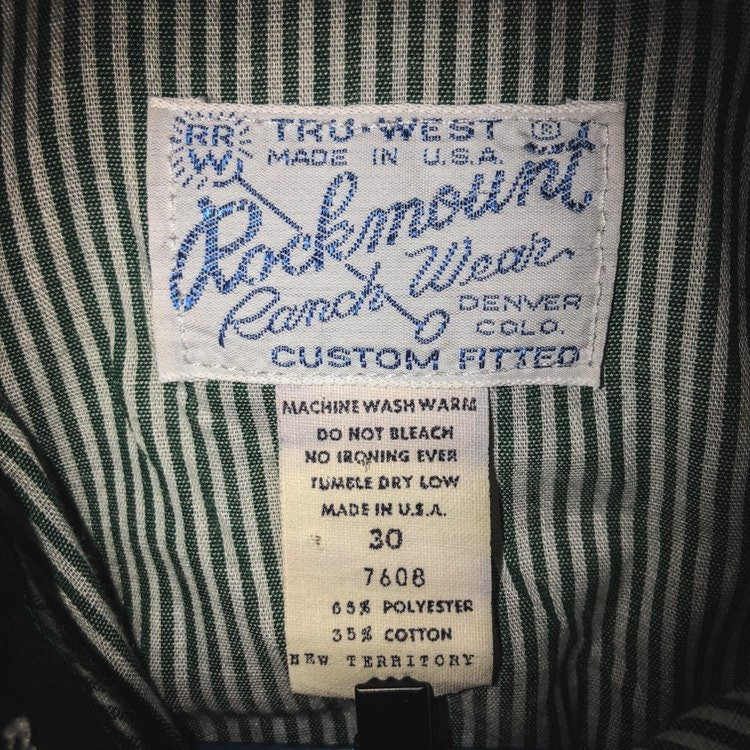 RR
W
TRU-WEST ®
MADE IN U.S.A.
Rockmount
Ranch Wear
DENVER
COLO.
CUSTOM FITTED
MACHINE WASH WARM
DO NOT BLEACH
NO IRONING EVER
TUMBLE DRY LOW
MADE IN U.S.A.
30
7608
65% POLYESTER
35% COTTON
NEW TERRITORY